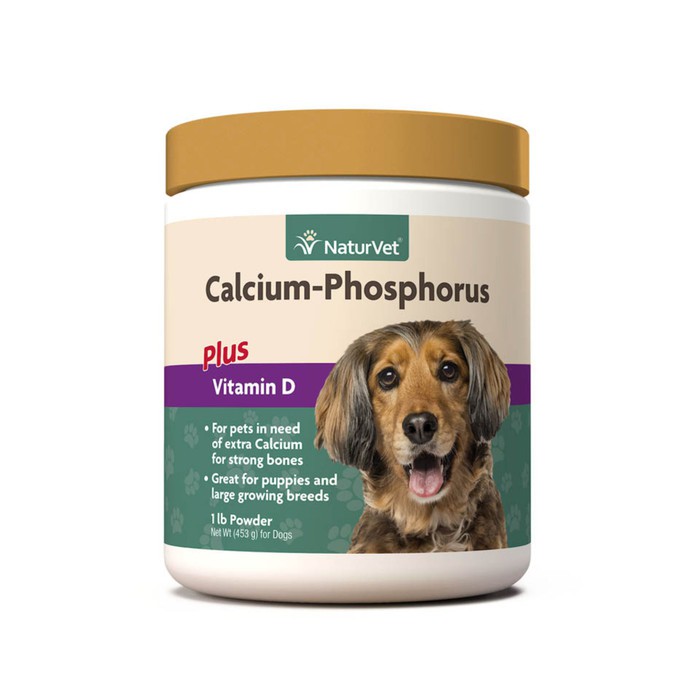 NaturVet®
Calcium-Phosphorus
Plus
Vitamin D
• For pets in need
of extra Calcium
for strong bones
• Great for puppies and
large growing breeds
1 lb Powder
Net Wt (453 g) for Dogs